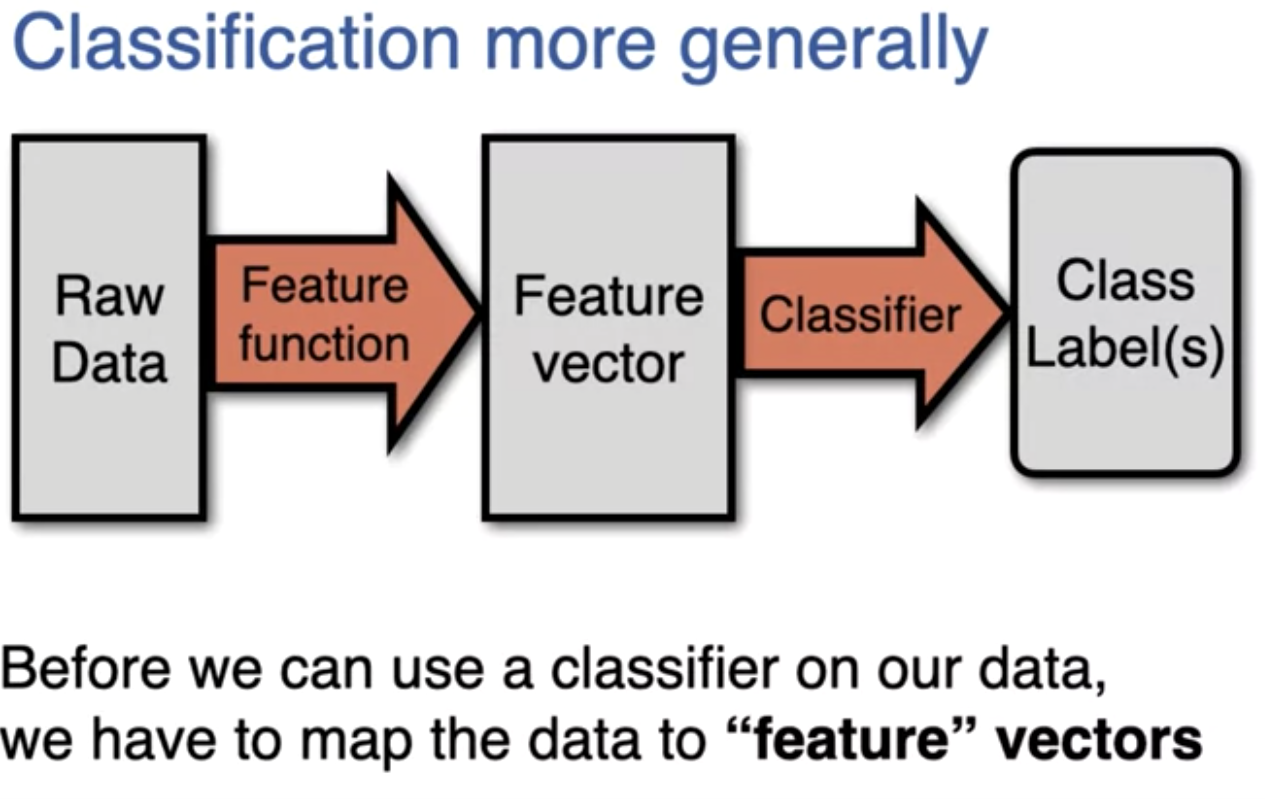 Classification more generally
Raw
Data
Feature
function
Feature
vector
Classifier
Class
Label(s)
Before we can use a classifier on our data,
we have to map the data to “feature” vectors